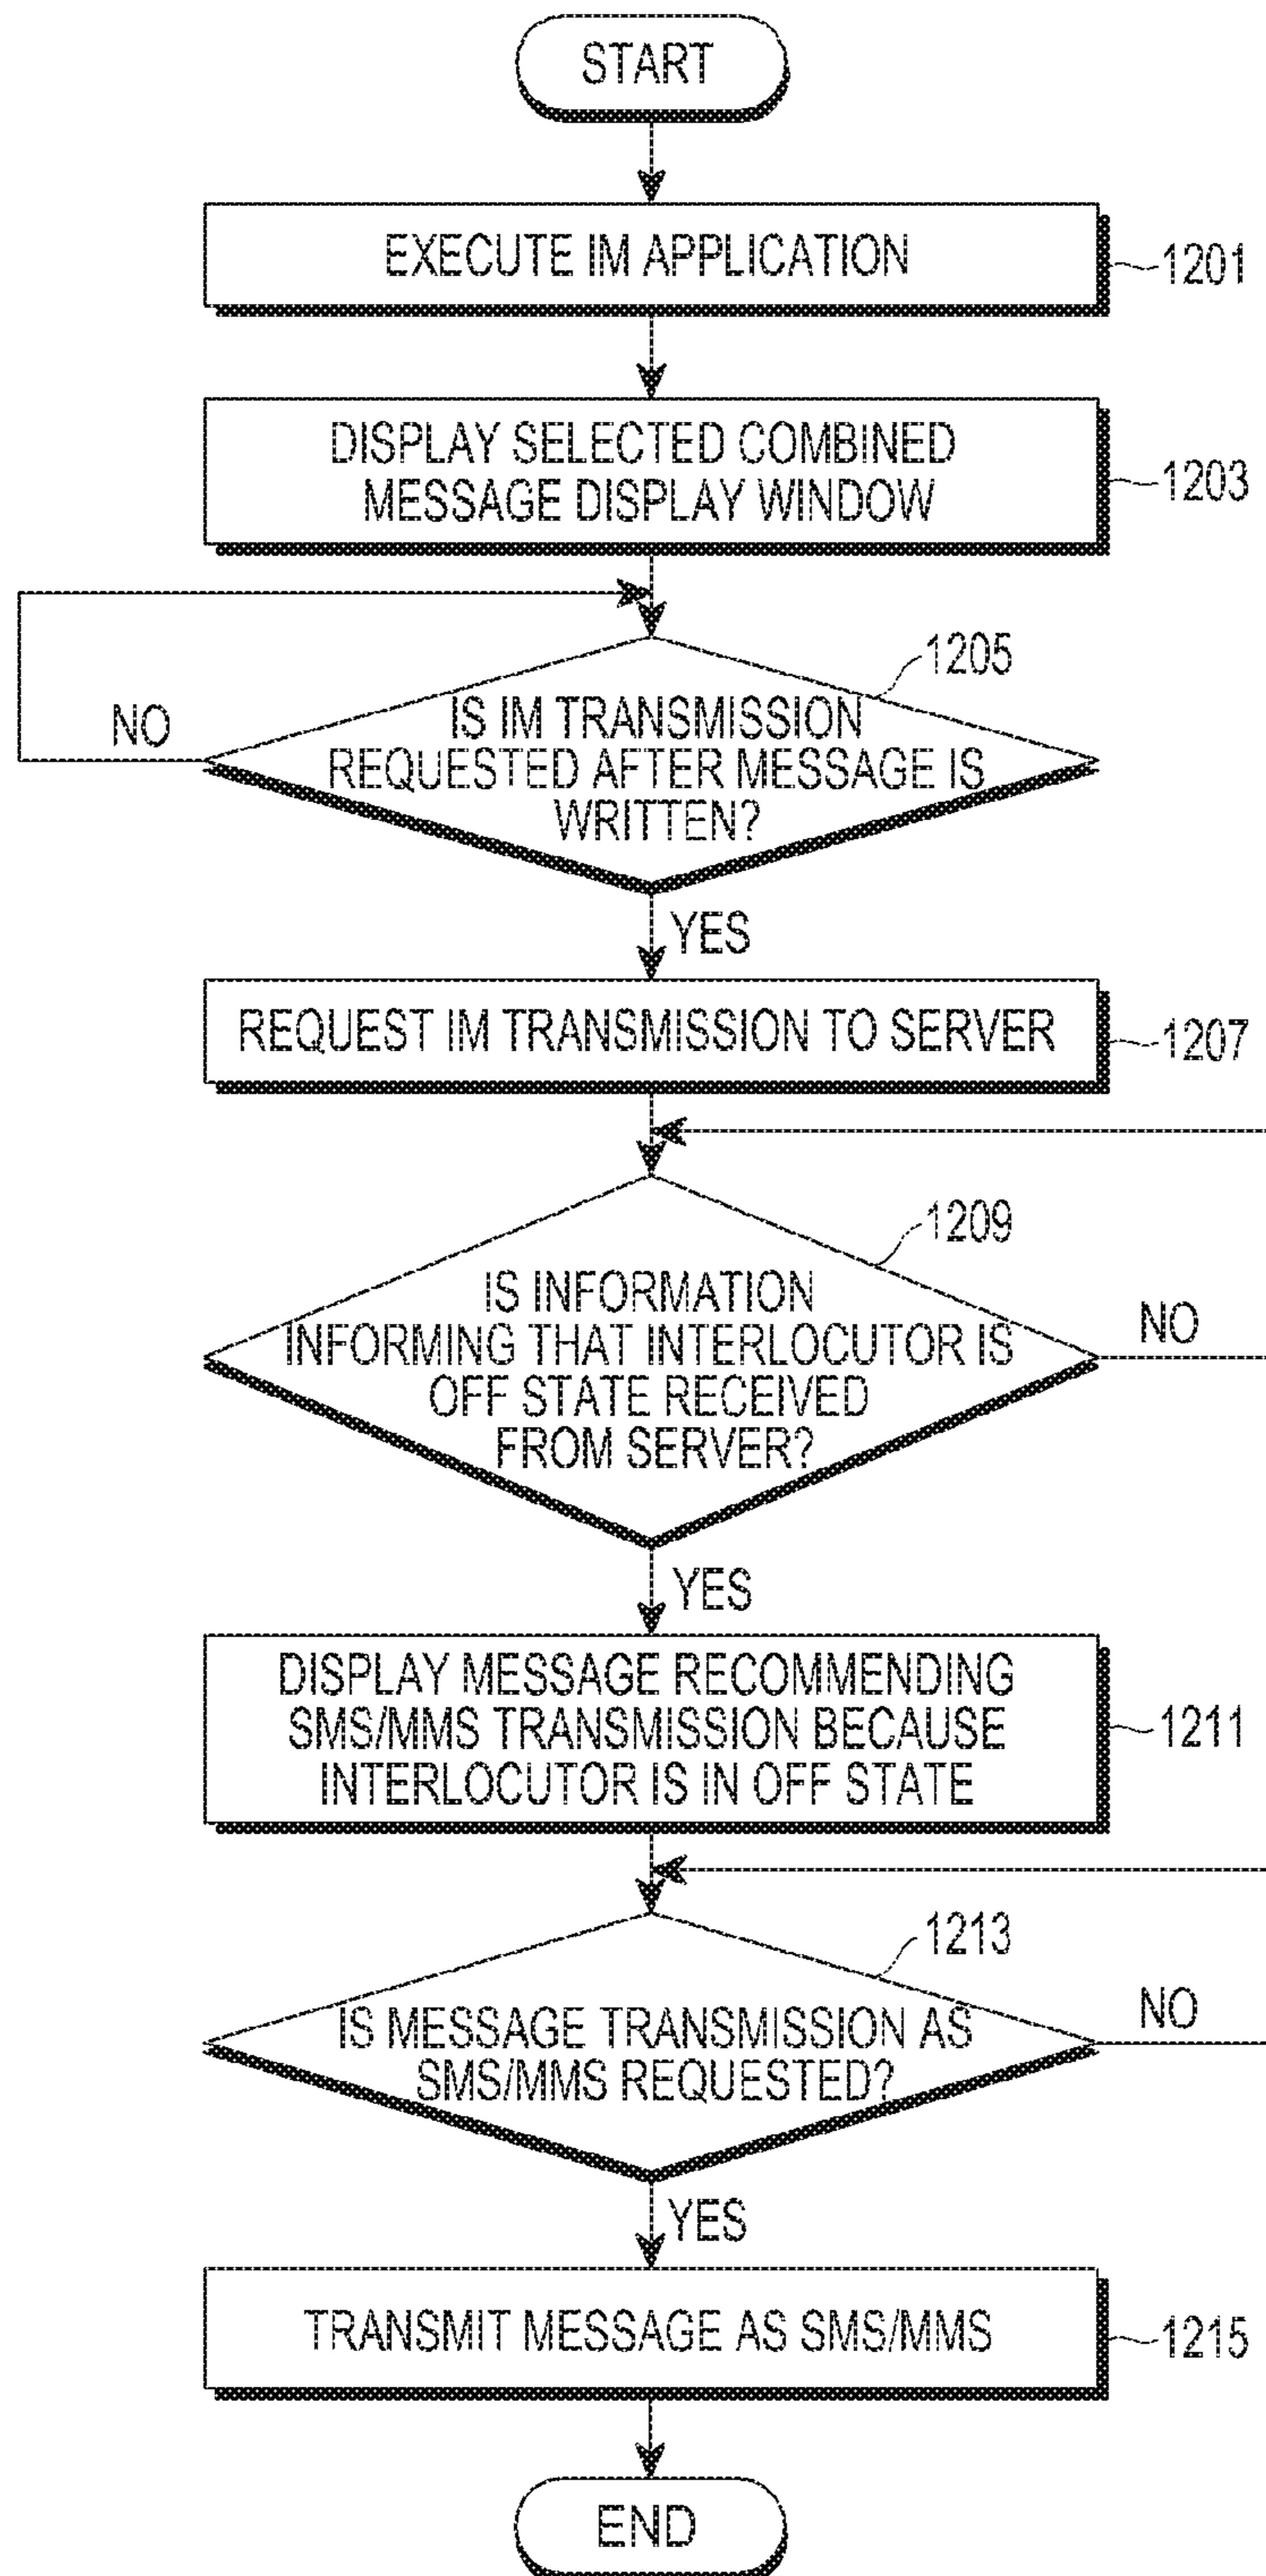 START
EXECUTE IM APPLICATION
1201
DISPLAY SELECTED COMBINED
MESSAGE DISPLAY WINDOW
1203
1205
NO
IS IM TRANSMISSION
REQUESTED AFTER MESSAGE IS
WRITTEN?
YES
REQUEST IM TRANSMISSION TO SERVER
1207
1209
IS INFORMATION
INFORMING THAT INTERLOCUTOR IS
OFF STATE RECEIVED
FROM SERVER?
NO
YES
DISPLAY MESSAGE RECOMMENDING
SMS/MMS TRANSMISSION BECAUSE
INTERLOCUTOR IS IN OFF STATE
1211
1213
IS MESSAGE TRANSMISSION AS
SMS/MMS REQUESTED?
NO
YES
TRANSMIT MESSAGE AS SMS/MMS
1215
END